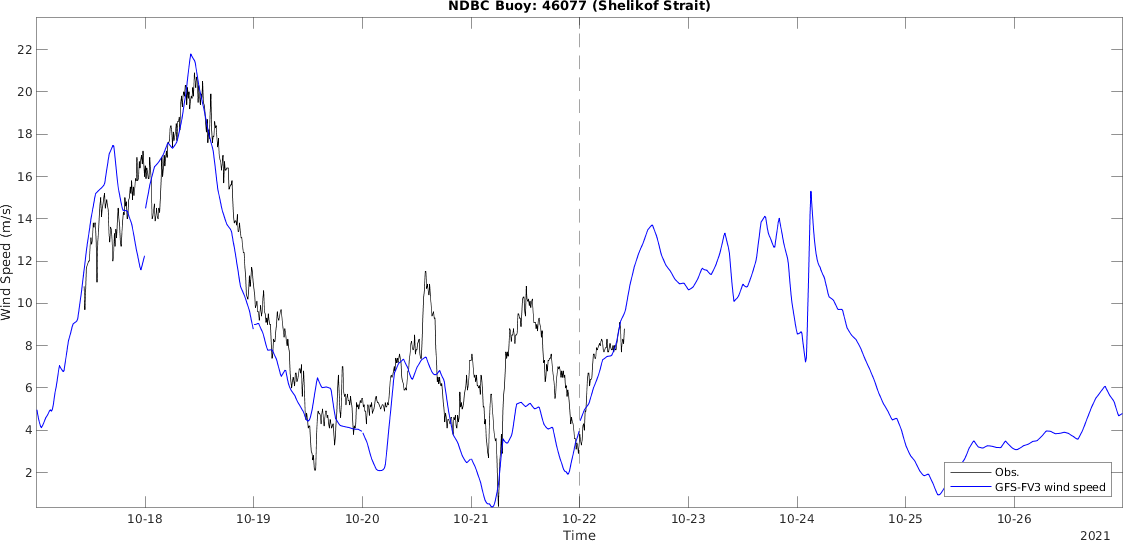 NDBC Buoy: 46077 (Shelikof Strait)
22
20
18
16
14
12
10
8
6
4
2
Wind Speed (m/s)
Obs.
GFS-FV3 wind speed
10-18 10-19 10-20 10-21 10-22 10-23 10-24 10-25 10-26
Time
2021